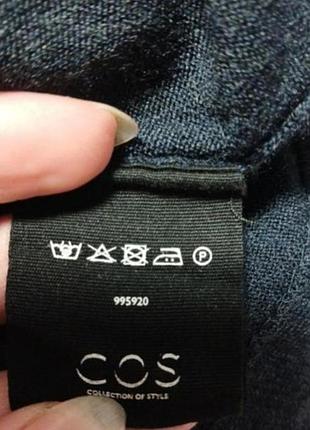 P
995920
COS
COLLECTION OF STYLE